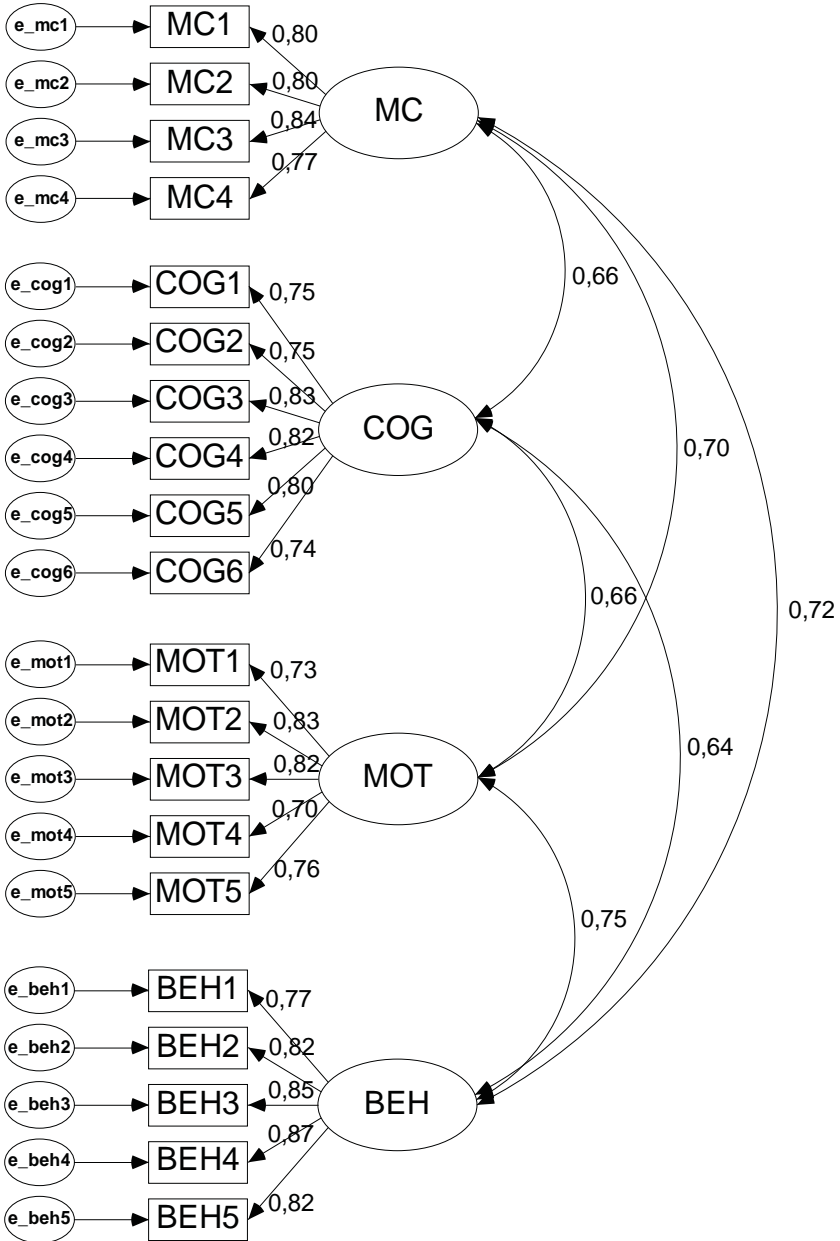 e_mc1 MC1 0,80
e_mc2 MC2 0,80 MC
e_mc3 MC3 0,84
e_mc4 MC4 0,77
e_cog1 COG1 0,75 0,66
e_cog2 COG2 0,75
e_cog3 COG3 0,83
COG
e_cog4 COG4 0,82 0,70
e_cog5 COG5 0,80
e_cog6 COG6 0,74
0,66 0,72
e_mot1 MOT1 0,73
e_mot2 MOT2 0,83
0,64
e_mot3 MOT3 0,82 MOT
e_mot4 MOT4 0,70
e_mot5 MOT5 0,76
0,75
e_beh1 BEH1 0,77
e_beh2 BEH2 0,82
e_beh3 BEH3 0,85 BEH
e_beh4 BEH4 0,87
e_beh5 BEH5 0,82